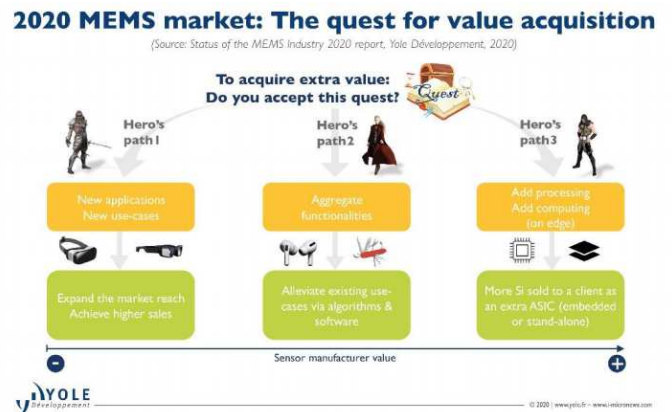 2020 MEMS market: The quest for value acquisition
(Source: Status of the MEMS Industry 2020 report, Yole Développement, 2020)
To acquire extra value:
Do you accept this quest?
Quest
Hero's
path1
Hero's
path2
Hero's
path3
New applications
New use-cases
Aggregate
functionalities
Add processing
Add computing
(on edge)
Expand the market reach
Achieve higher sales
Alleviate existing use-
cases via algorithms &
software
More Si sold to a client as
an extra ASIC (embedded
or stand-alone)
Sensor manufacturer value
-
+
YOLE
Développement
© 2020 | www.yole.fr - www.i-micronews.com